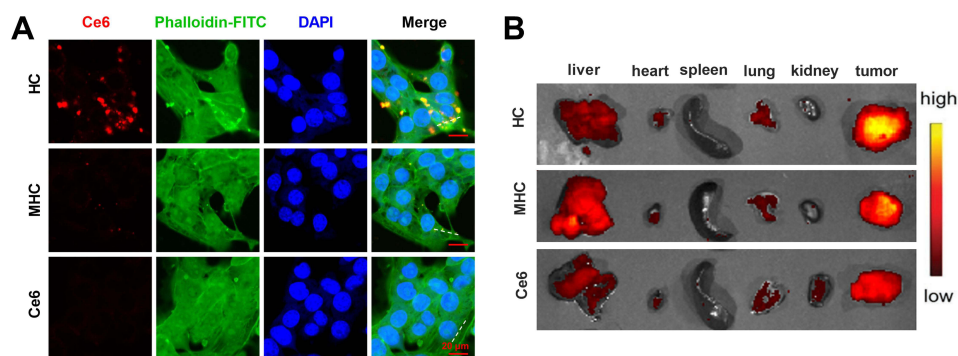 A
Ce6 Phalloidin-FITC DAPI Merge
HC
MHC
Ce6
20 μm
B
liver heart spleen lung kidney tumor
HC
MHC
Ce6
high
low